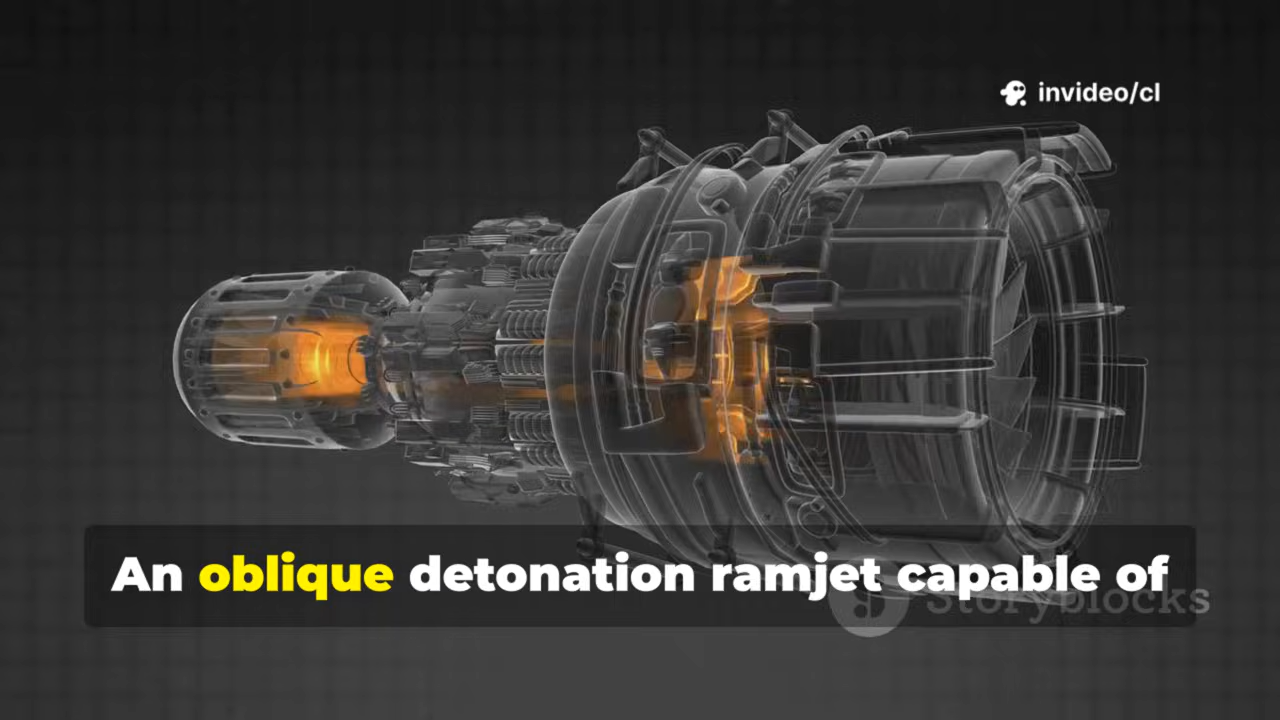 invideo/cl
An oblique detonation ramjet capable of
Storyblocks